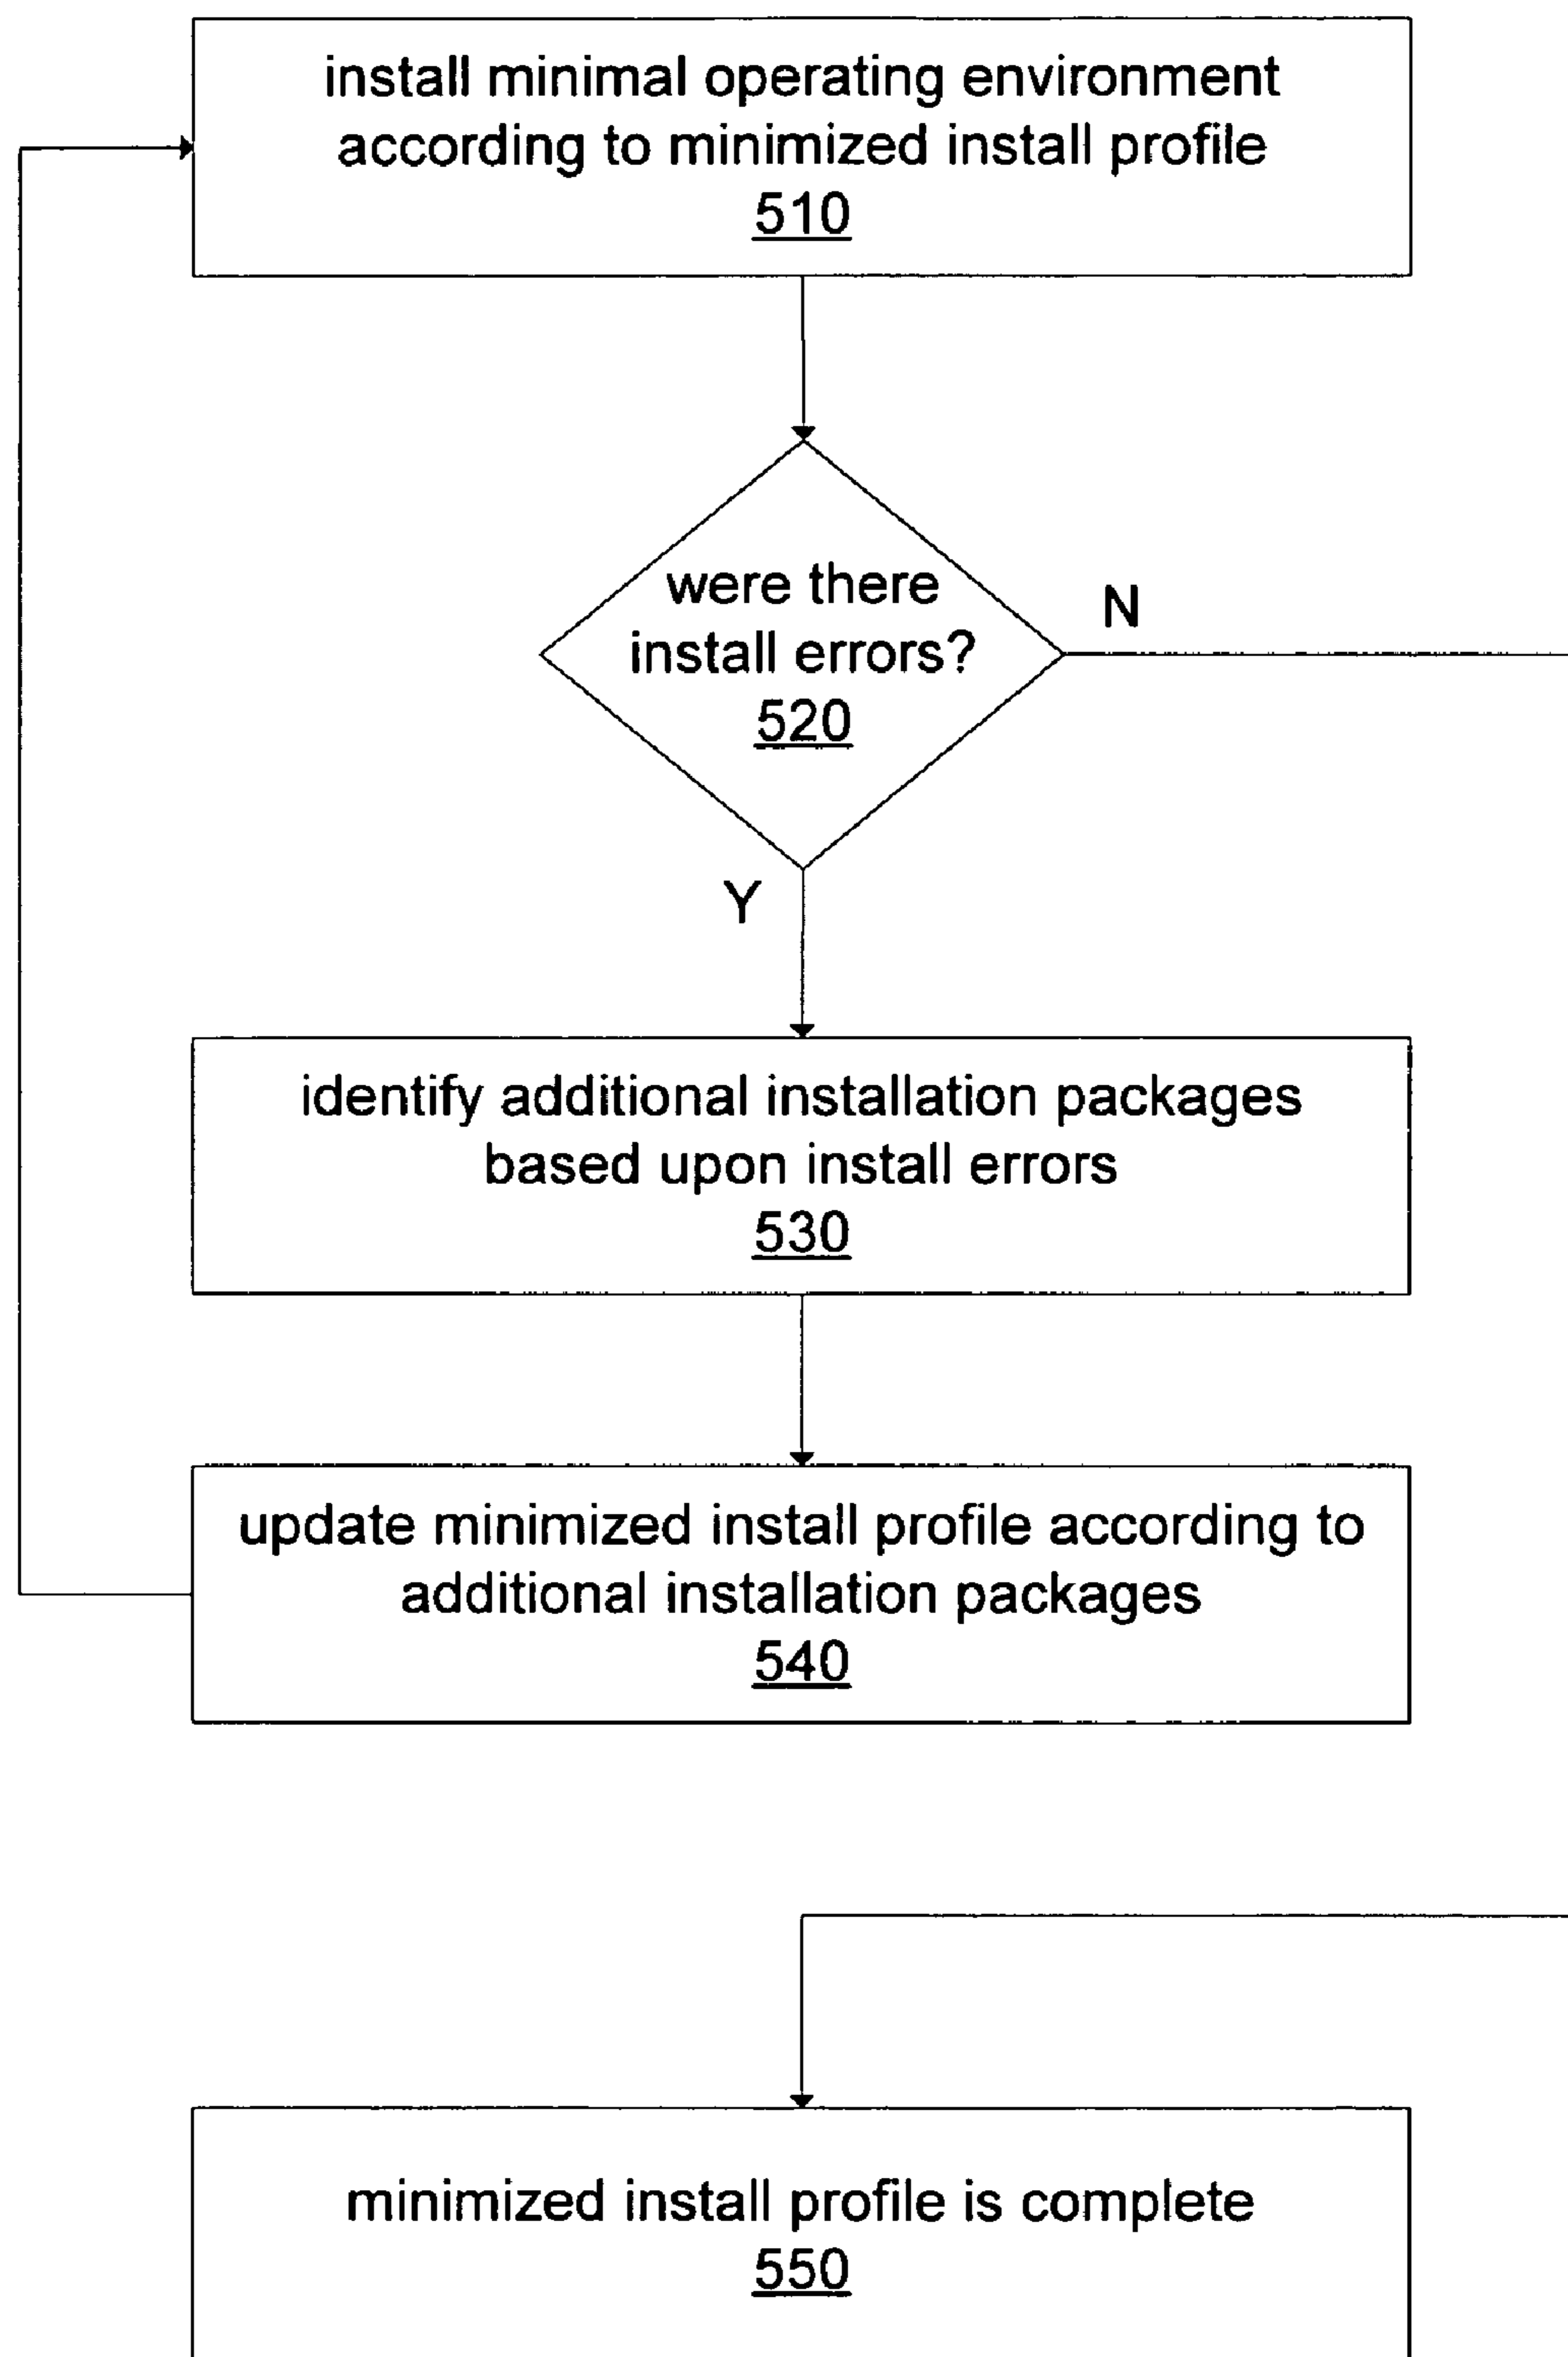 install minimal operating environment
according to minimized install profile
510
were there
install errors?
520
N
Y
identify additional installation packages
based upon install errors
530
update minimized install profile according to
additional installation packages
540
minimized install profile is complete
550